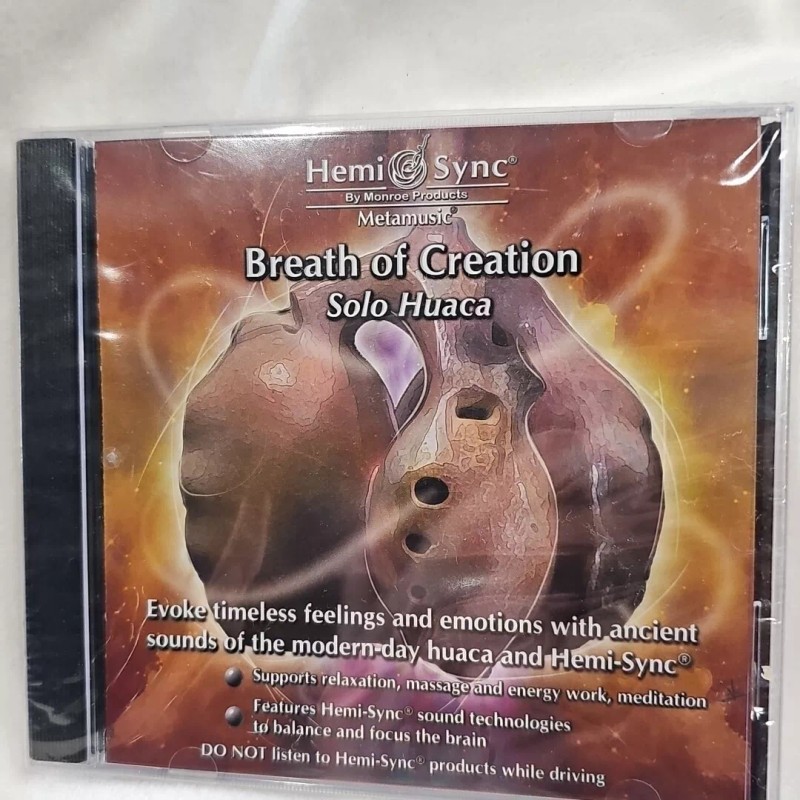 Hemi Sync®
By Monroe Products
Metamusic®
Breath of Creation
Solo Huaca
Evoke timeless feelings and emotions with ancient
sounds of the modern-day huaca and Hemi-Sync®
Supports relaxation, massage and energy work, meditation
Features Hemi-Sync® sound technologies
to balance and focus the brain
DO NOT listen to Hemi-Sync® products while driving